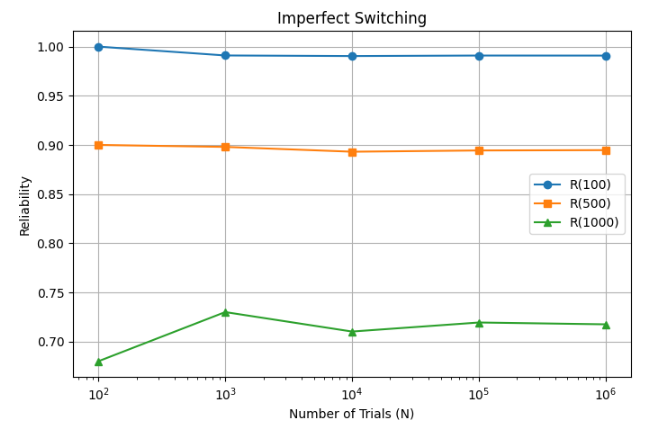 Imperfect Switching
1.00
0.95
0.90
0.85
0.80
0.75
0.70
Reliability
R(100)
R(500)
R(1000)
10²
10³
10⁴
10⁵
10⁶
Number of Trials (N)